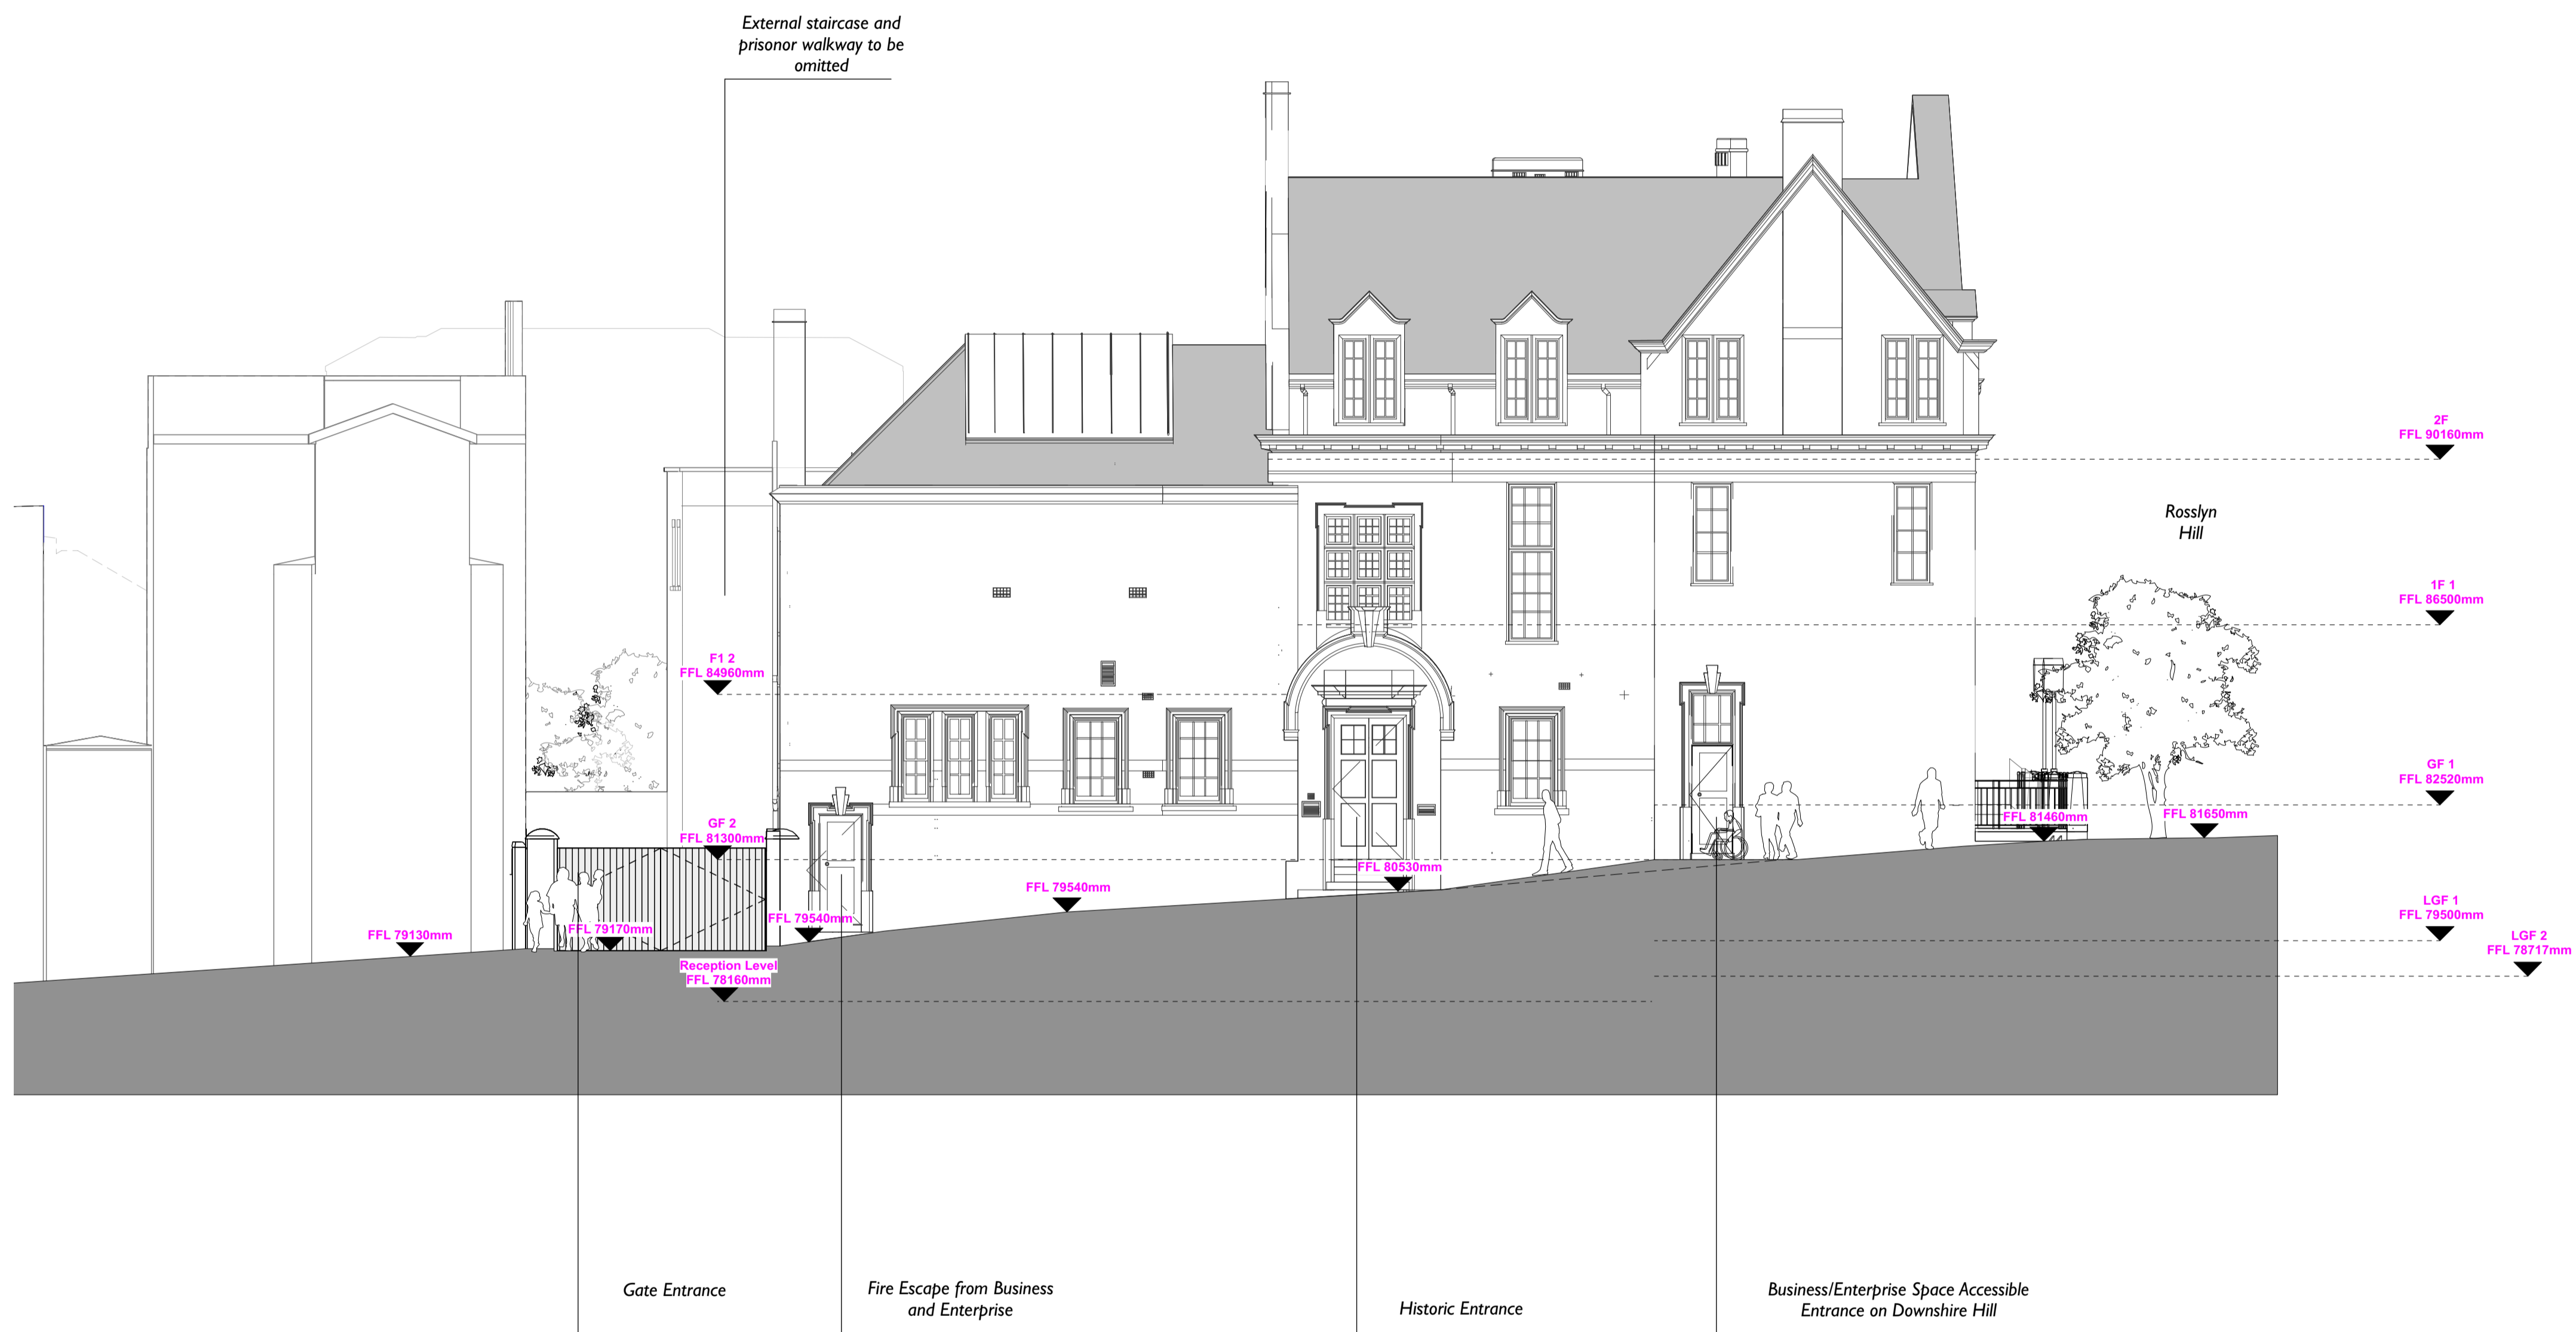 External staircase and
prisonor walkway to be
omitted
2F
FFL 90160mm
Rosslyn
Hill
1F 1
FFL 86500mm
F1 2
FFL 84960mm
GF 1
FFL 82520mm
FFL 81460mm
FFL 81650mm
GF 2
FFL 81300mm
FFL 80530mm
FFL 79540mm
FFL 79540mm
FFL 79170mm
FFL 79130mm
LGF 1
FFL 79500mm
LGF 2
FFL 78717mm
Reception Level
FFL 78160mm
Gate Entrance
Fire Escape from Business
and Enterprise
Historic Entrance
Business/Enterprise Space Accessible
Entrance on Downshire Hill